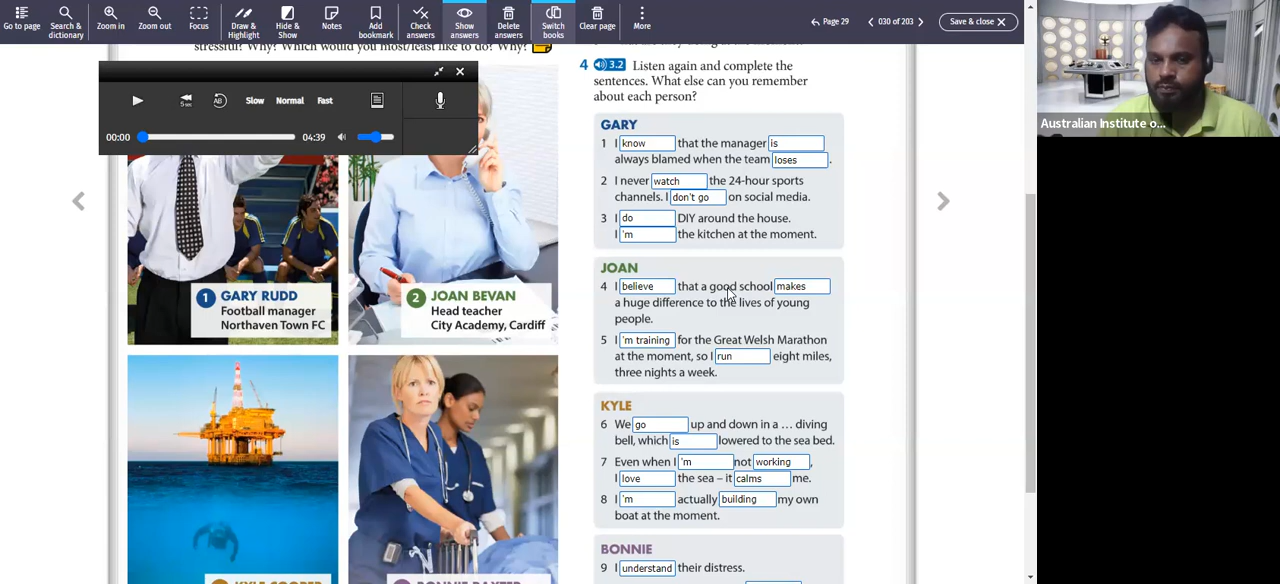 Go to page
Search & dictionary
Zoom in
Zoom out
Focus
Draw & Highlight
Hide & Show
Notes
Add bookmark
Check answers
Show answers
Delete answers
Switch books
Clear page
More
Page 29
030 of 203
Save & close
stressful? Why? Which would you most/least like to do? Why?
5 sec
AB
Slow
Normal
Fast
00:00
04:39
1 GARY RUDD
Football manager
Northaven Town FC
2 JOAN BEVAN
Head teacher
City Academy, Cardiff
4 3.2 Listen again and complete the
sentences. What else can you remember
about each person?
GARY
1 I know that the manager is
always blamed when the team loses .
2 I never watch the 24-hour sports
channels. I don't go on social media.
3 I do DIY around the house.
I 'm the kitchen at the moment.
JOAN
4 I believe that a good school makes
a huge difference to the lives of young
people.
5 I 'm training for the Great Welsh Marathon
at the moment, so I run eight miles,
three nights a week.
KYLE
6 We go up and down in a … diving
bell, which is lowered to the sea bed.
7 Even when I 'm not working ,
I love the sea – it calms me.
8 I 'm actually building my own
boat at the moment.
BONNIE
9 I understand their distress.
Australian Institute o...